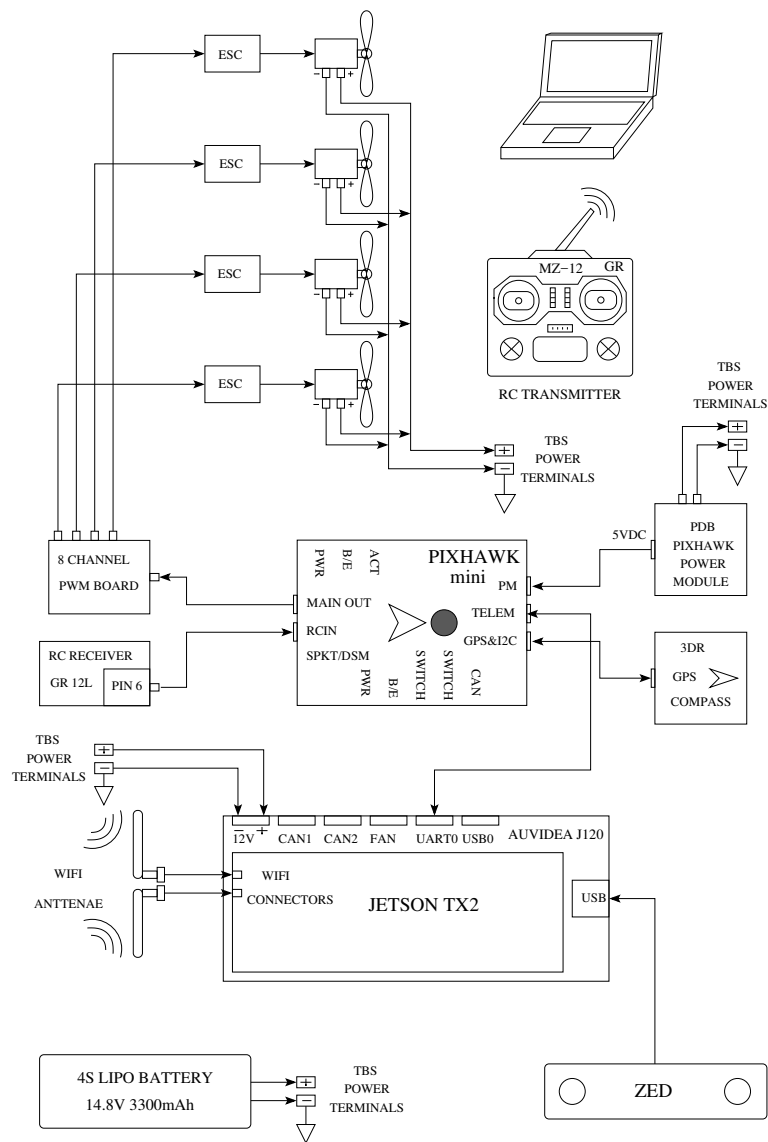 ESC
− +
ESC
− +
ESC
− +
ESC
− +
MZ−12 GR
RC TRANSMITTER
TBS
POWER
TERMINALS
+
−
+
−
TBS
POWER
TERMINALS
8 CHANNEL
PWM BOARD
PWR
B/E
ACT
PIXHAWK
mini
PM
MAIN OUT
TELEM
RCIN
GPS&I2C
SPKT/DSM
PWR
B/E
SWITCH
SWITCH
CAN
5VDC
PDB
PIXHAWK
POWER
MODULE
RC RECEIVER
GR 12L
PIN 6
3DR
GPS
COMPASS
TBS
POWER
TERMINALS
+
−
− +
12V CAN1 CAN2 FAN UART0 USB0
AUVIDEA J120
WIFI
ANTTENAE
WIFI
CONNECTORS
JETSON TX2
USB
4S LIPO BATTERY
14.8V 3300mAh
+
−
TBS
POWER
TERMINALS
ZED